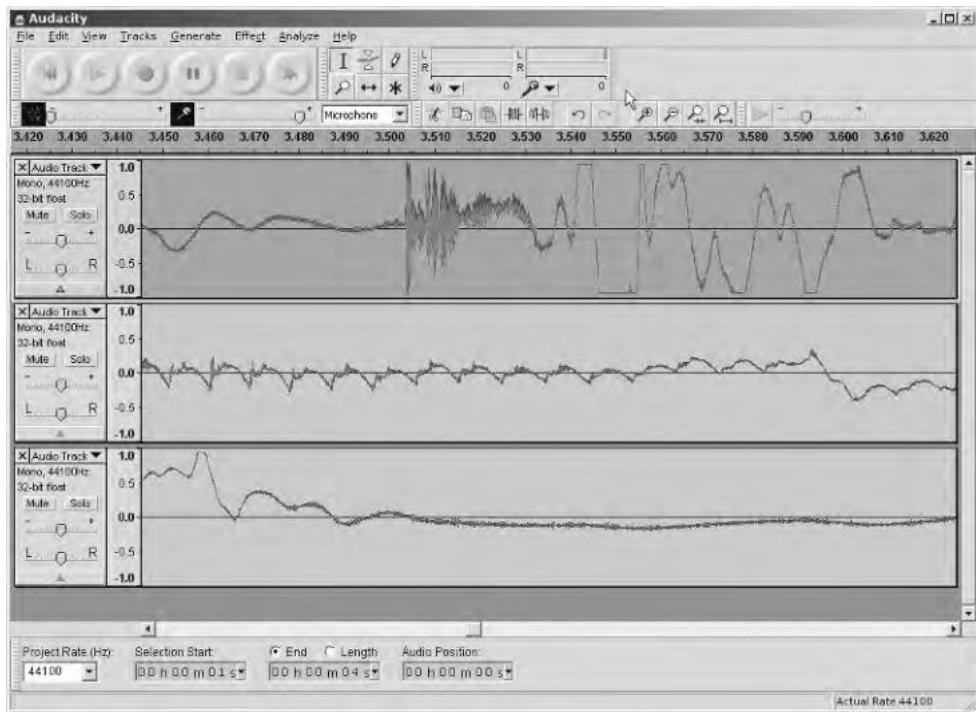 Audacity
File Edit View Tracks Generate Effect Analyze Help
L
R
0
L
R
0
- +
- +
Microphone
3.420 3.430 3.440 3.450 3.460 3.470 3.480 3.490 3.500 3.510 3.520 3.530 3.540 3.550 3.560 3.570 3.580 3.590 3.600 3.610 3.620
X Audio Track
Mono, 44100Hz
32-bit float
Mute Solo
- +
L R
1.0
0.5
0.0
-0.5
-1.0
X Audio Track
Mono, 44100Hz
32-bit float
Mute Solo
- +
L R
1.0
0.5
0.0
-0.5
-1.0
X Audio Track
Mono, 44100Hz
32-bit float
Mute Solo
- +
L R
1.0
0.5
0.0
-0.5
-1.0
Project Rate (Hz): Selection Start: End Length Audio Position:
44100 00 h 00 m 01 s 00 h 00 m 04 s 00 h 00 m 00 s
Actual Rate 44100